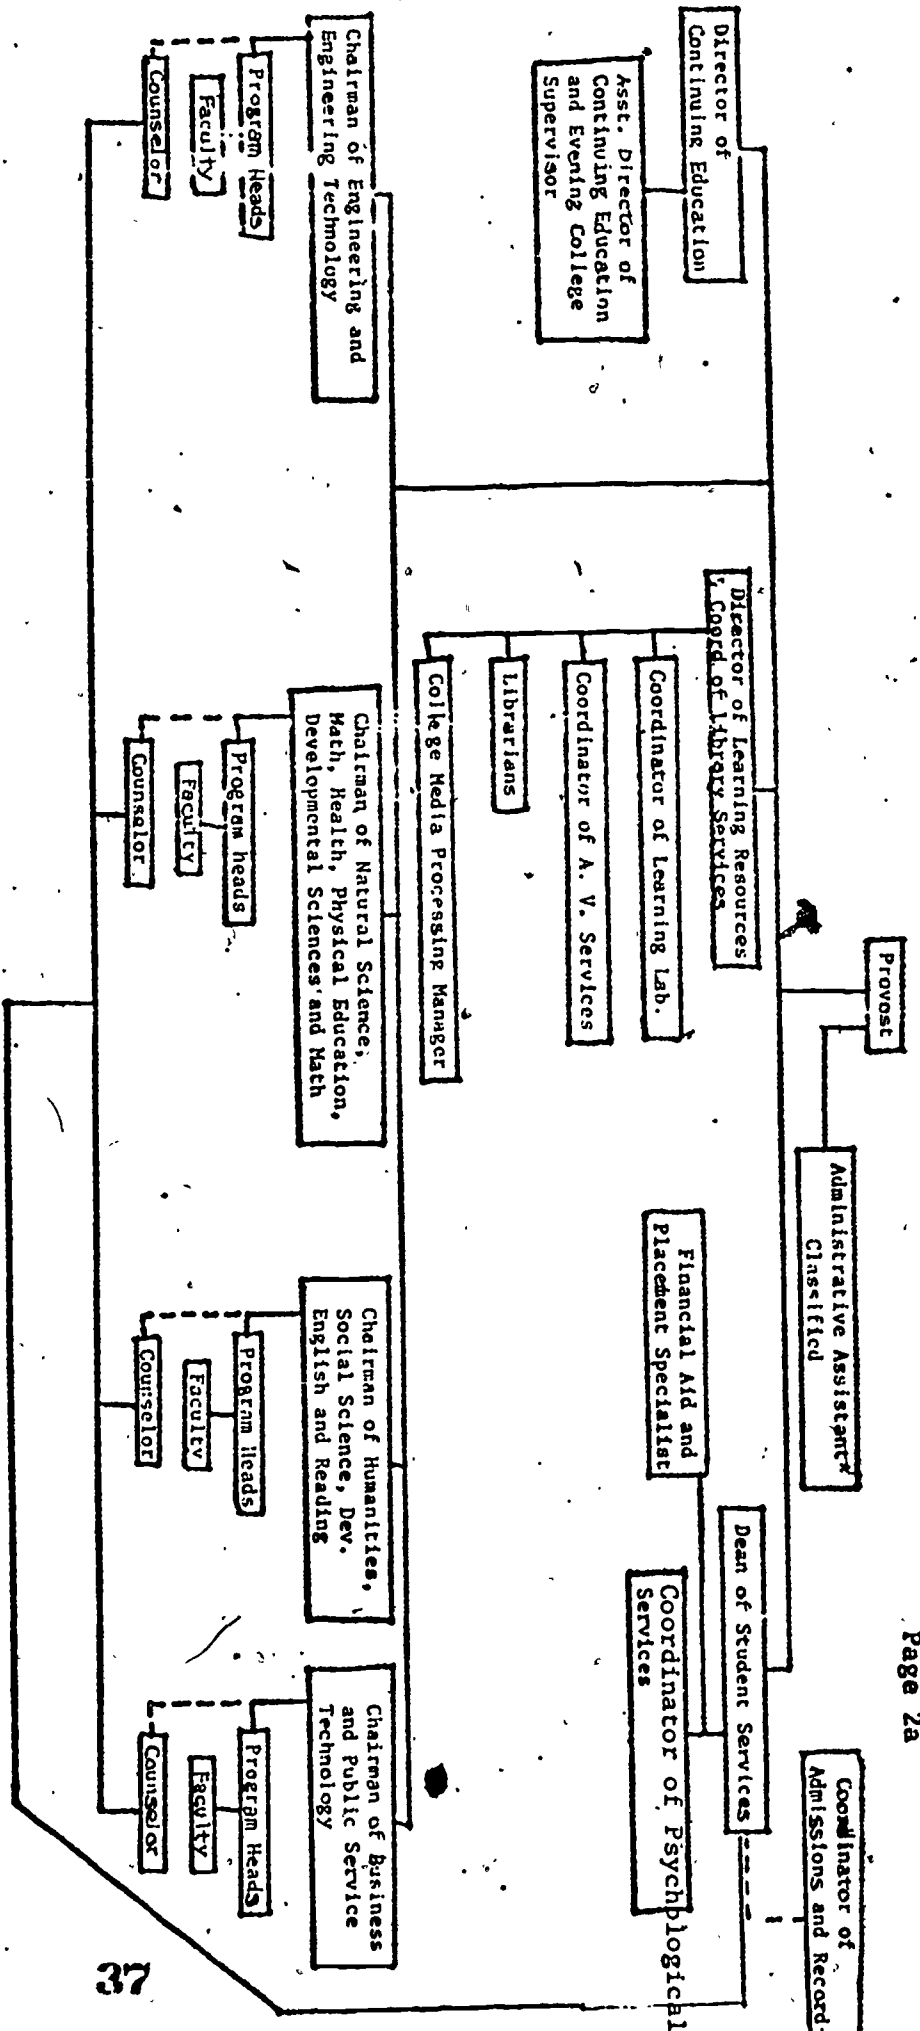 Page 2a
Provost
Administrative Assistant*
Classified
Coordinator of
Admissions and Record
Director of
Continuing Education
Asst. Director of
Continuing Education
and Evening College
Supervisor
Director of Learning Resources
Coord of Library Services
Coordinator of Learning Lab.
Coordinator of A. V. Services
Librarians
College Media Processing Manager
Dean of Student Services
Financial Aid and
Placement Specialist
Coordinator of Psychological
Services
Chairman of Engineering and
Engineering Technology
Program Heads
Faculty
Counselor
Chairman of Natural Science,
Math, Health, Physical Education,
Developmental Sciences and Math
Program heads
Faculty
Counselor
Chairman of Humanities,
Social Science, Dev.
English and Reading
Program Heads
Faculty
Counselor
Chairman of Business
and Public Service
Technology
Program Heads
Faculty
Counselor
37